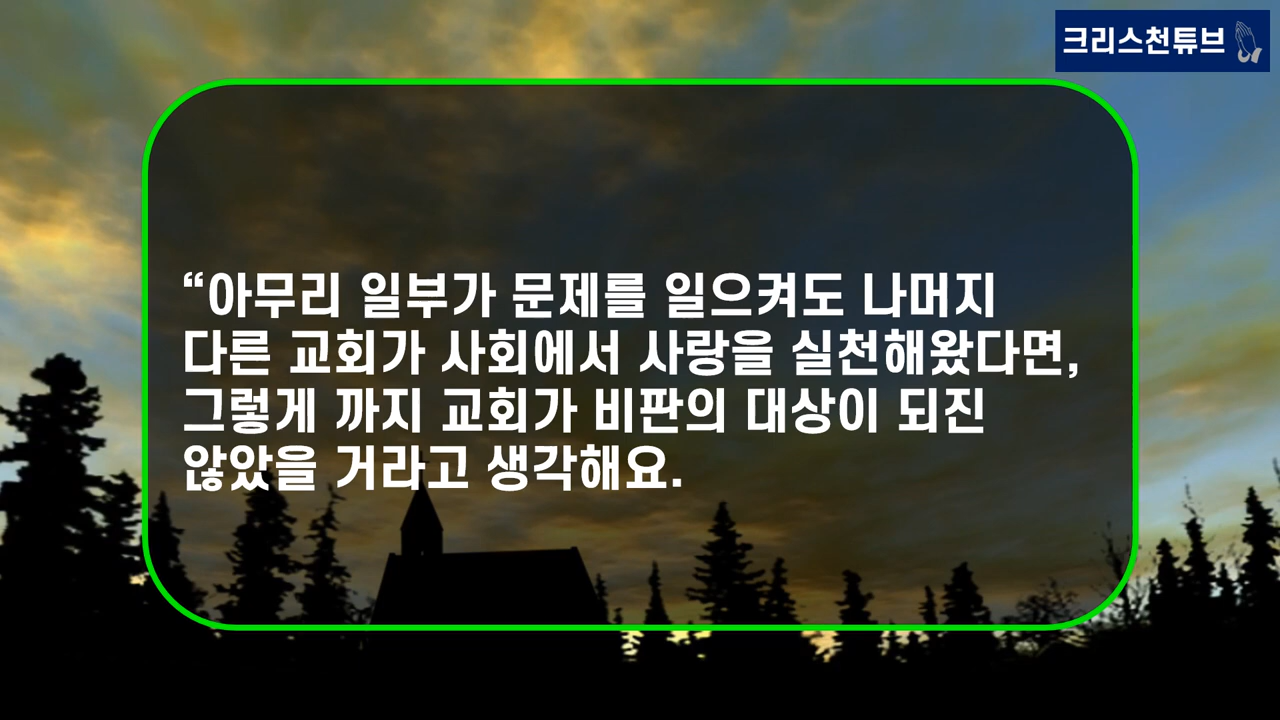 크리스천튜브
“아무리 일부가 문제를 일으켜도 나머지
다른 교회가 사회에서 사랑을 실천해왔다면,
그렇게 까지 교회가 비판의 대상이 되진
않았을 거라고 생각해요.